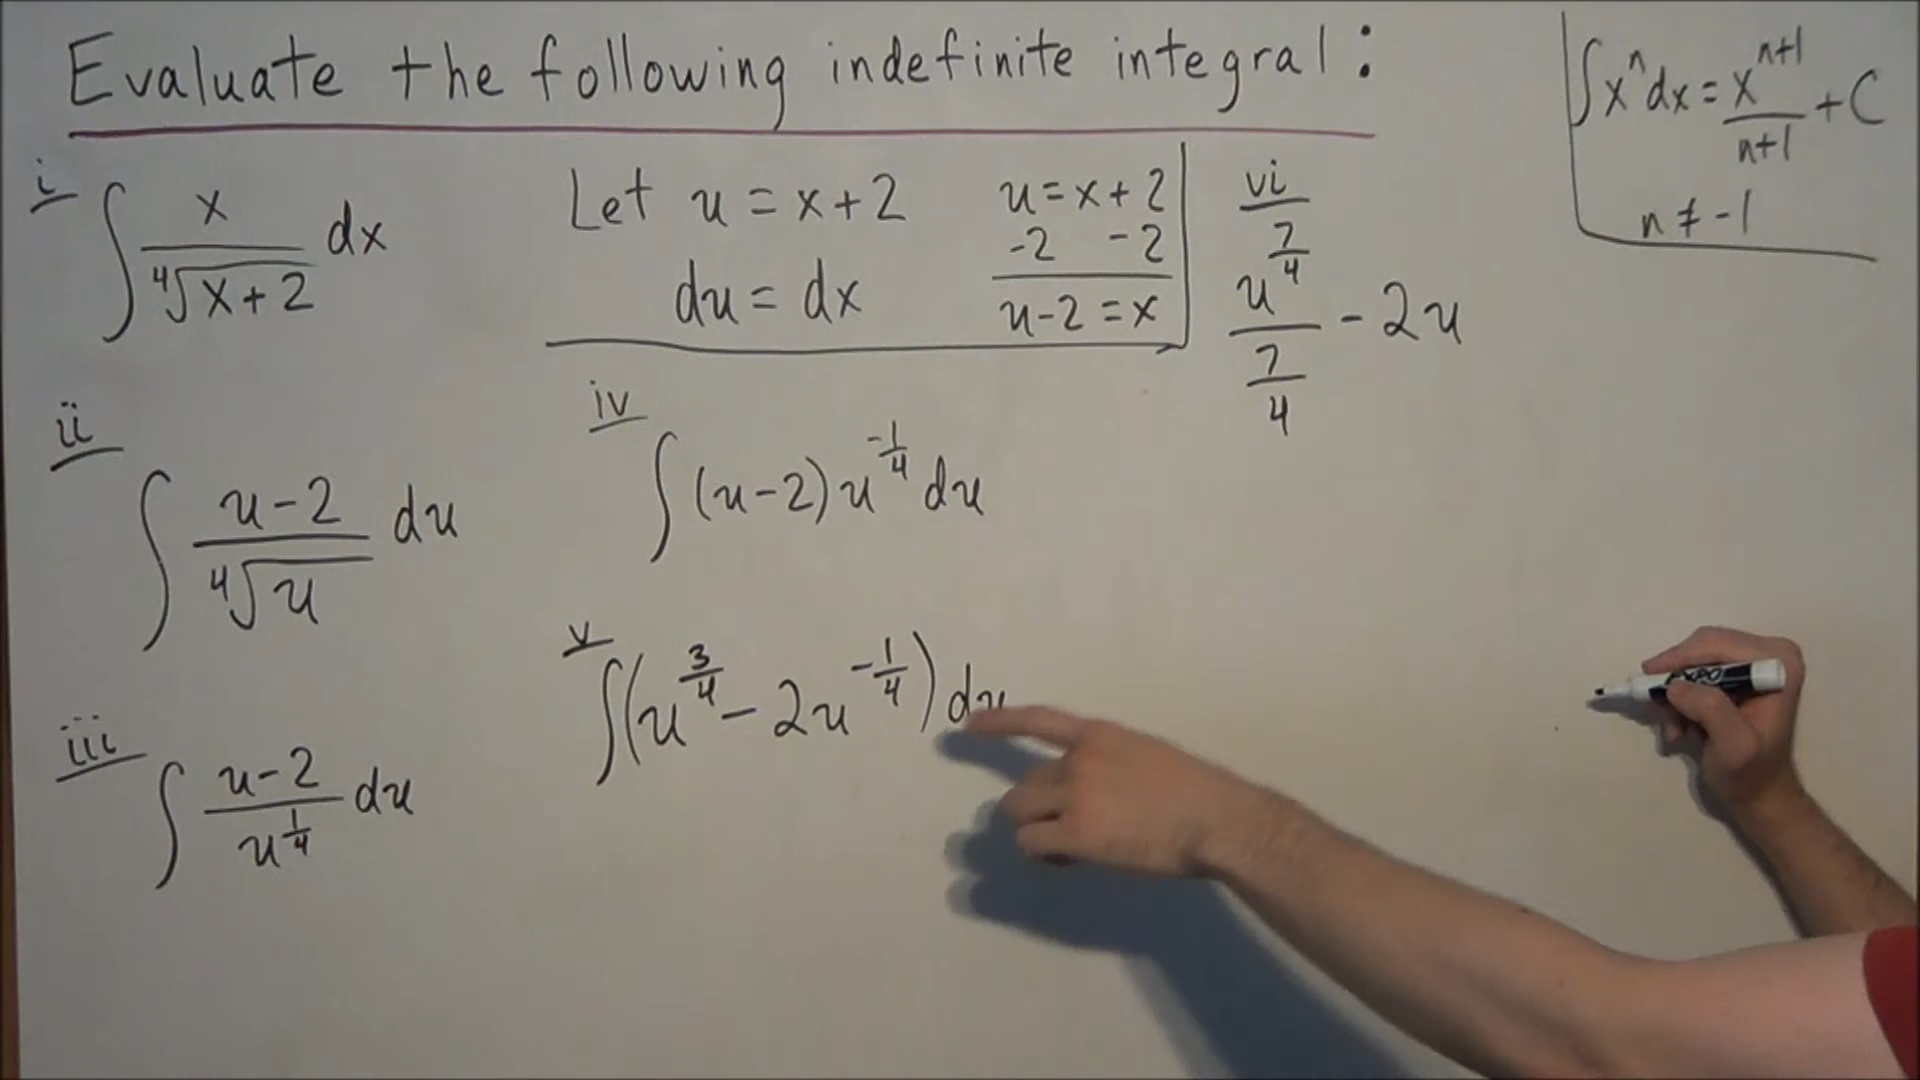 Evaluate the following indefinite integral:
∫xⁿdx = x^(n+1)/(n+1) + C
n ≠ -1
i
∫ x/⁴√(x+2) dx
Let u = x+2
du = dx
u = x+2
-2 -2
u-2 = x
ii
∫ (u-2)/⁴√u du
iii
∫ (u-2)/u^(1/4) du
iv
∫ (u-2) u^(-1/4) du
v
∫ (u^(3/4) - 2u^(-1/4)) du
vi
u^(7/4)/(7/4) - 2u
EXPO